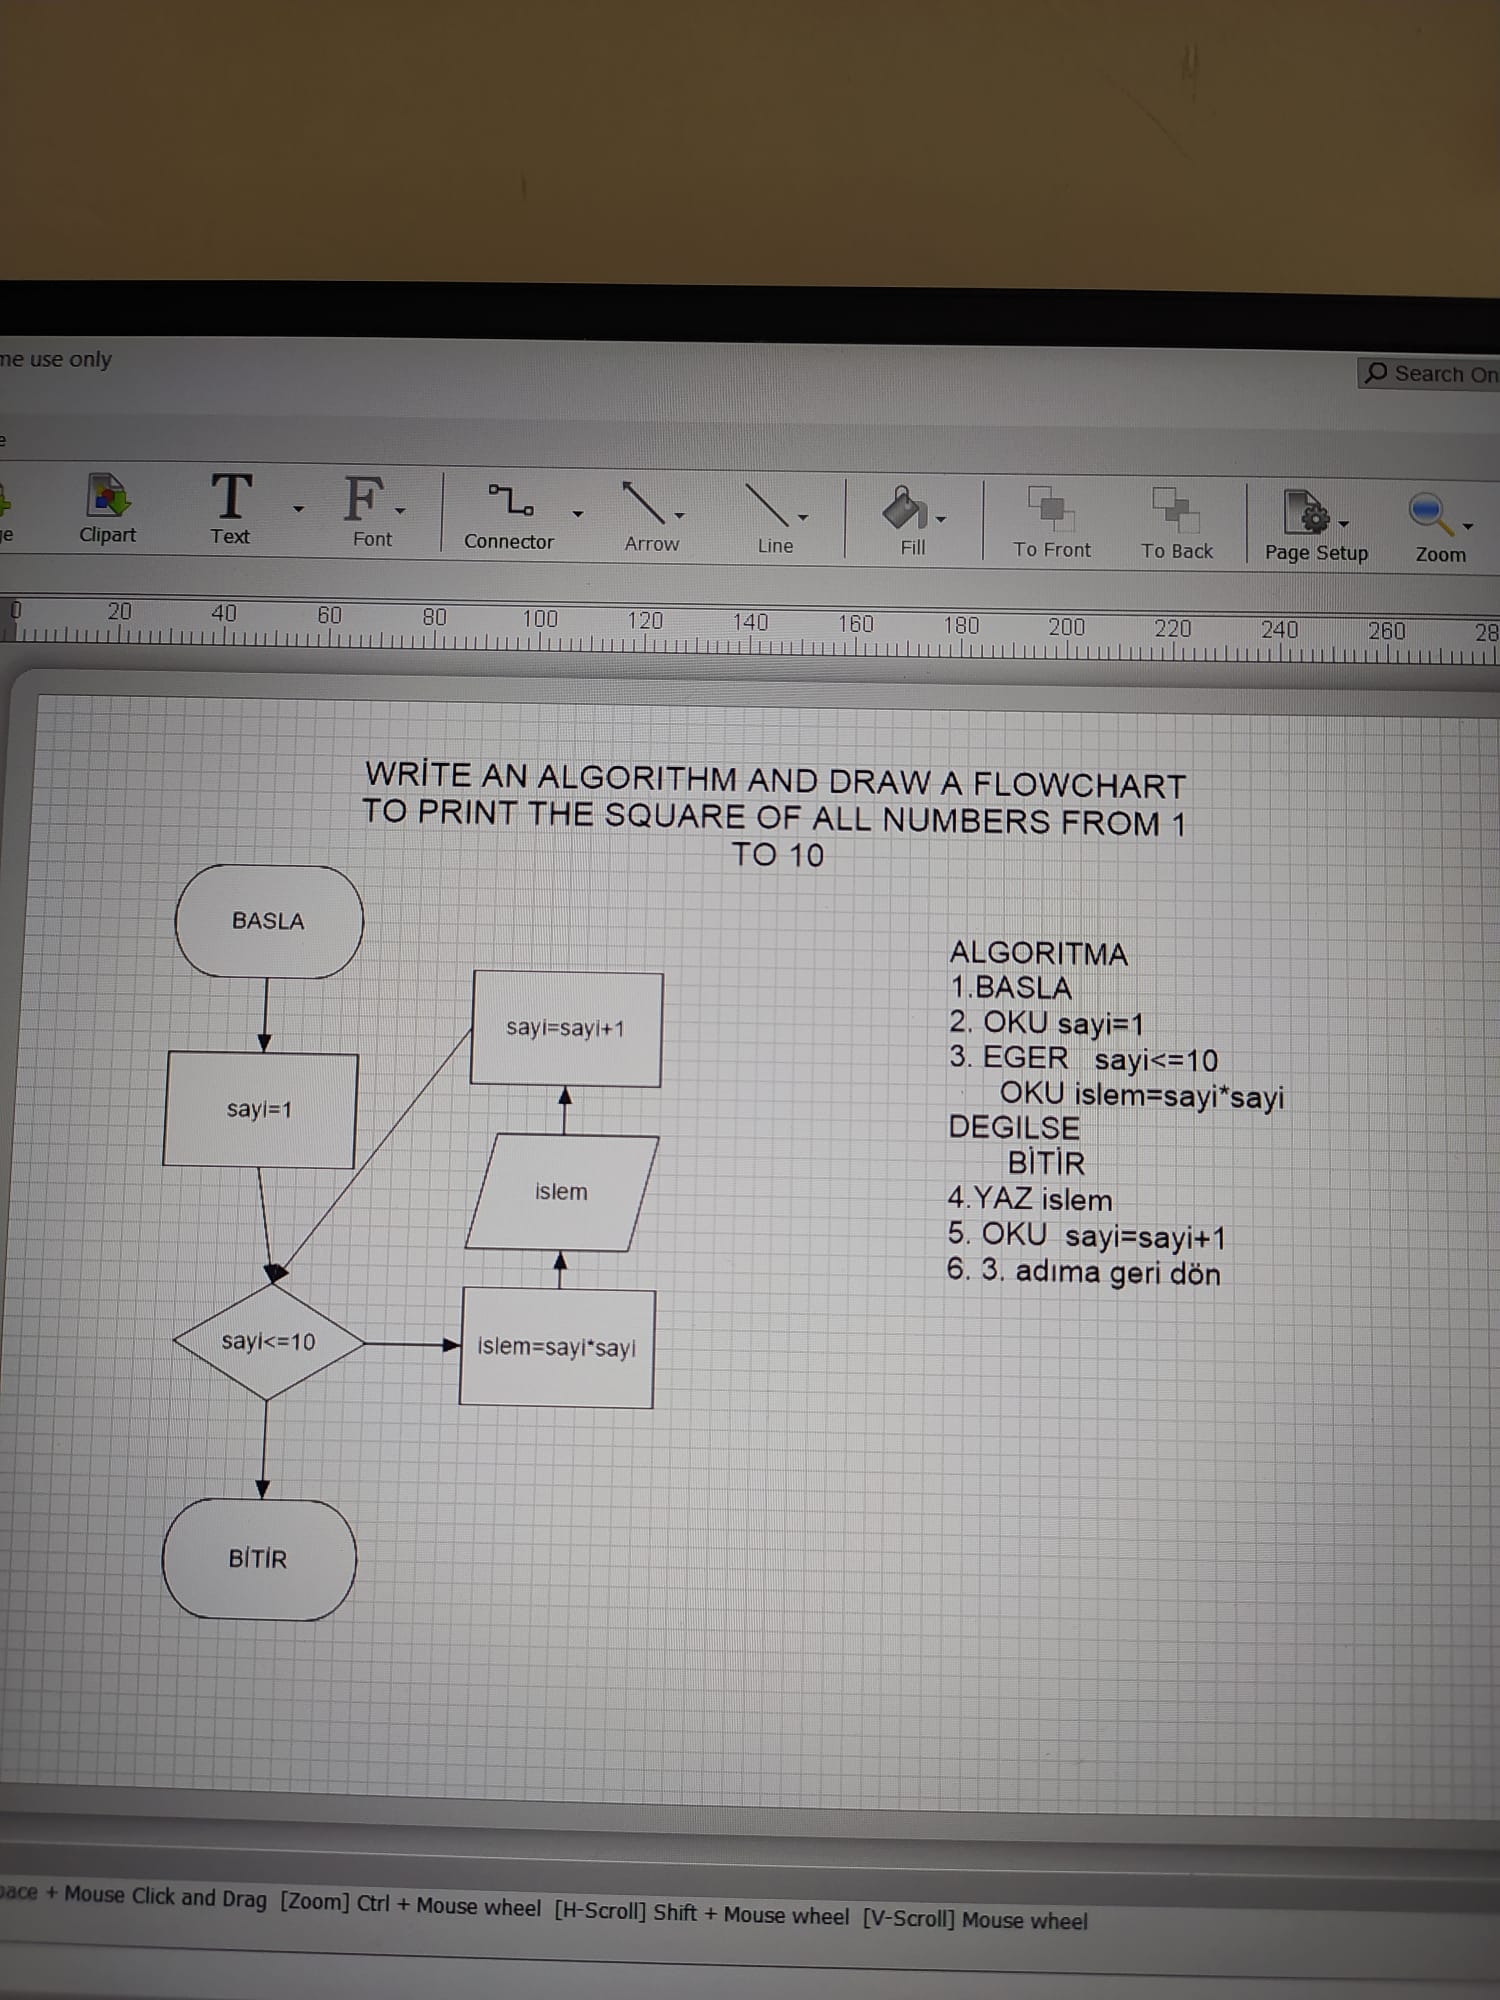 me use only
Search On
e
ge
Clipart
Text
Font
Connector
Arrow
Line
Fill
To Front
To Back
Page Setup
Zoom
0 20 40 60 80 100 120 140 160 180 200 220 240 260 28
WRİTE AN ALGORITHM AND DRAW A FLOWCHART
TO PRINT THE SQUARE OF ALL NUMBERS FROM 1
TO 10
BASLA
sayi=1
sayi<=10
BİTİR
sayi=sayi+1
islem
islem=sayi*sayi
ALGORITMA
1.BASLA
2. OKU sayi=1
3. EGER sayi<=10
OKU islem=sayi*sayi
DEGILSE
BİTİR
4.YAZ islem
5. OKU sayi=sayi+1
6. 3. adıma geri dön
pace + Mouse Click and Drag [Zoom] Ctrl + Mouse wheel [H-Scroll] Shift + Mouse wheel [V-Scroll] Mouse wheel